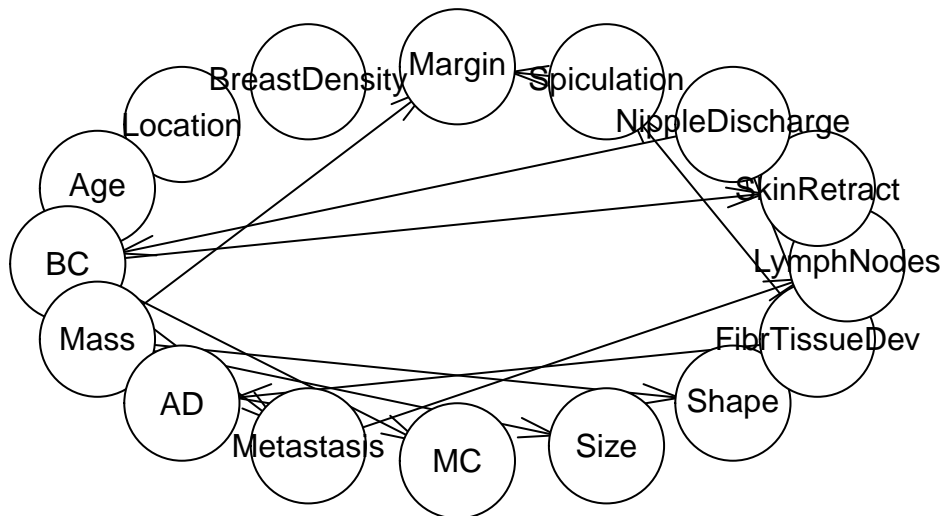 Margin
BreastDensity
Spiculation
Location
NippleDischarge
Age
SkinRetract
BC
LymphNodes
Mass
FibrTissueDev
AD
Shape
Metastasis
MC
Size